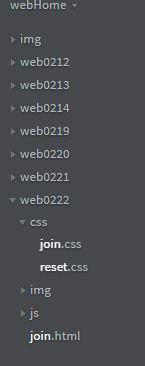 webHome
img
web0212
web0213
web0214
web0219
web0220
web0221
web0222
css
join.css
reset.css
img
js
join.html